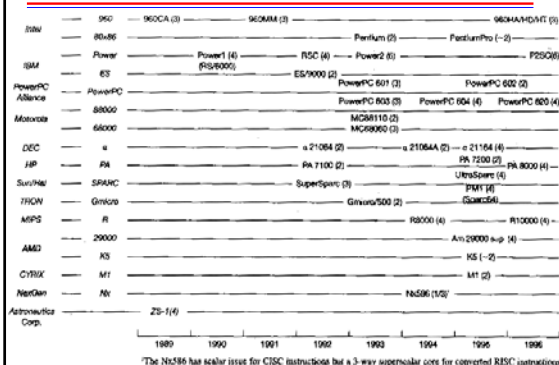 Intel 960 960CA (3) 960MM (3) 960HA/HD/HT (3)
80x86 Pentium (2) PentiumPro (~2)
IBM Power Power1 (4) RSC (4) Power2 (6) P2SC(6)
(RS/6000)
ES ES/9000 (2)
PowerPC Alliance PowerPC PowerPC 601 (3) PowerPC 602 (2)
PowerPC 603 (3) PowerPC 604 (4) PowerPC 620 (4)
Motorola 88000 MC88110 (2)
68000 MC68060 (3)
DEC α α 21064 (2) α 21064A (2) α 21164 (4)
HP PA PA 7100 (2) PA 7200 (2) PA 8000 (4)
Sun/Hal SPARC SuperSparc (3) UltraSparc (4)
PM1 (4)
(Sparc64)
TRON Gmicro Gmicro/500 (2)
MIPS R R8000 (4) R10000 (4)
AMD 29000 Am 29000 sup (4)
K5 K5 (~2)
CYRIX M1 M1 (2)
NexGen Nx Nx586 (1/3)¹
Astronautics Corp. ZS-1(4)
1989 1990 1991 1992 1993 1994 1995 1996
¹The Nx586 has scalar issue for CISC instructions but a 3-way superscalar core for converted RISC instructions